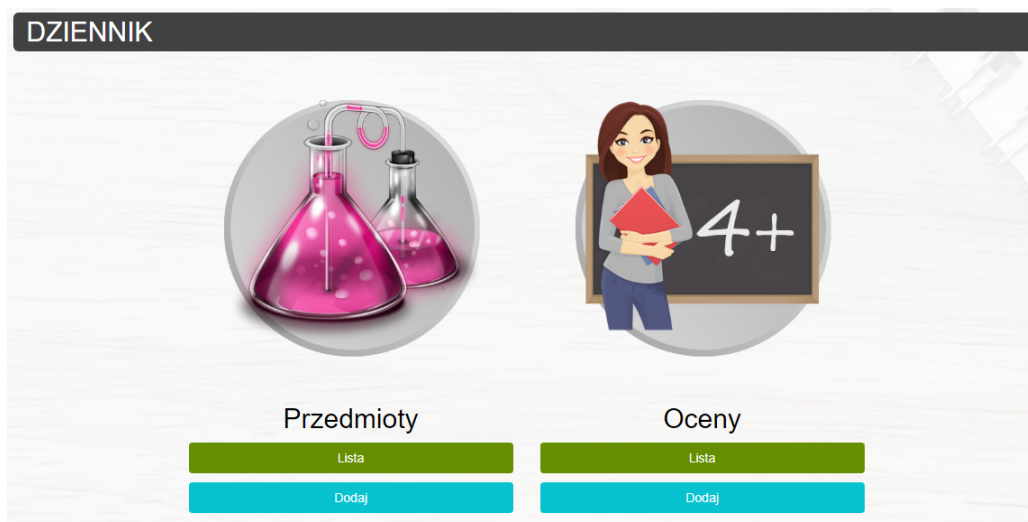 DZIENNIK
4+
Przedmioty
Oceny
Lista
Lista
Dodaj
Dodaj